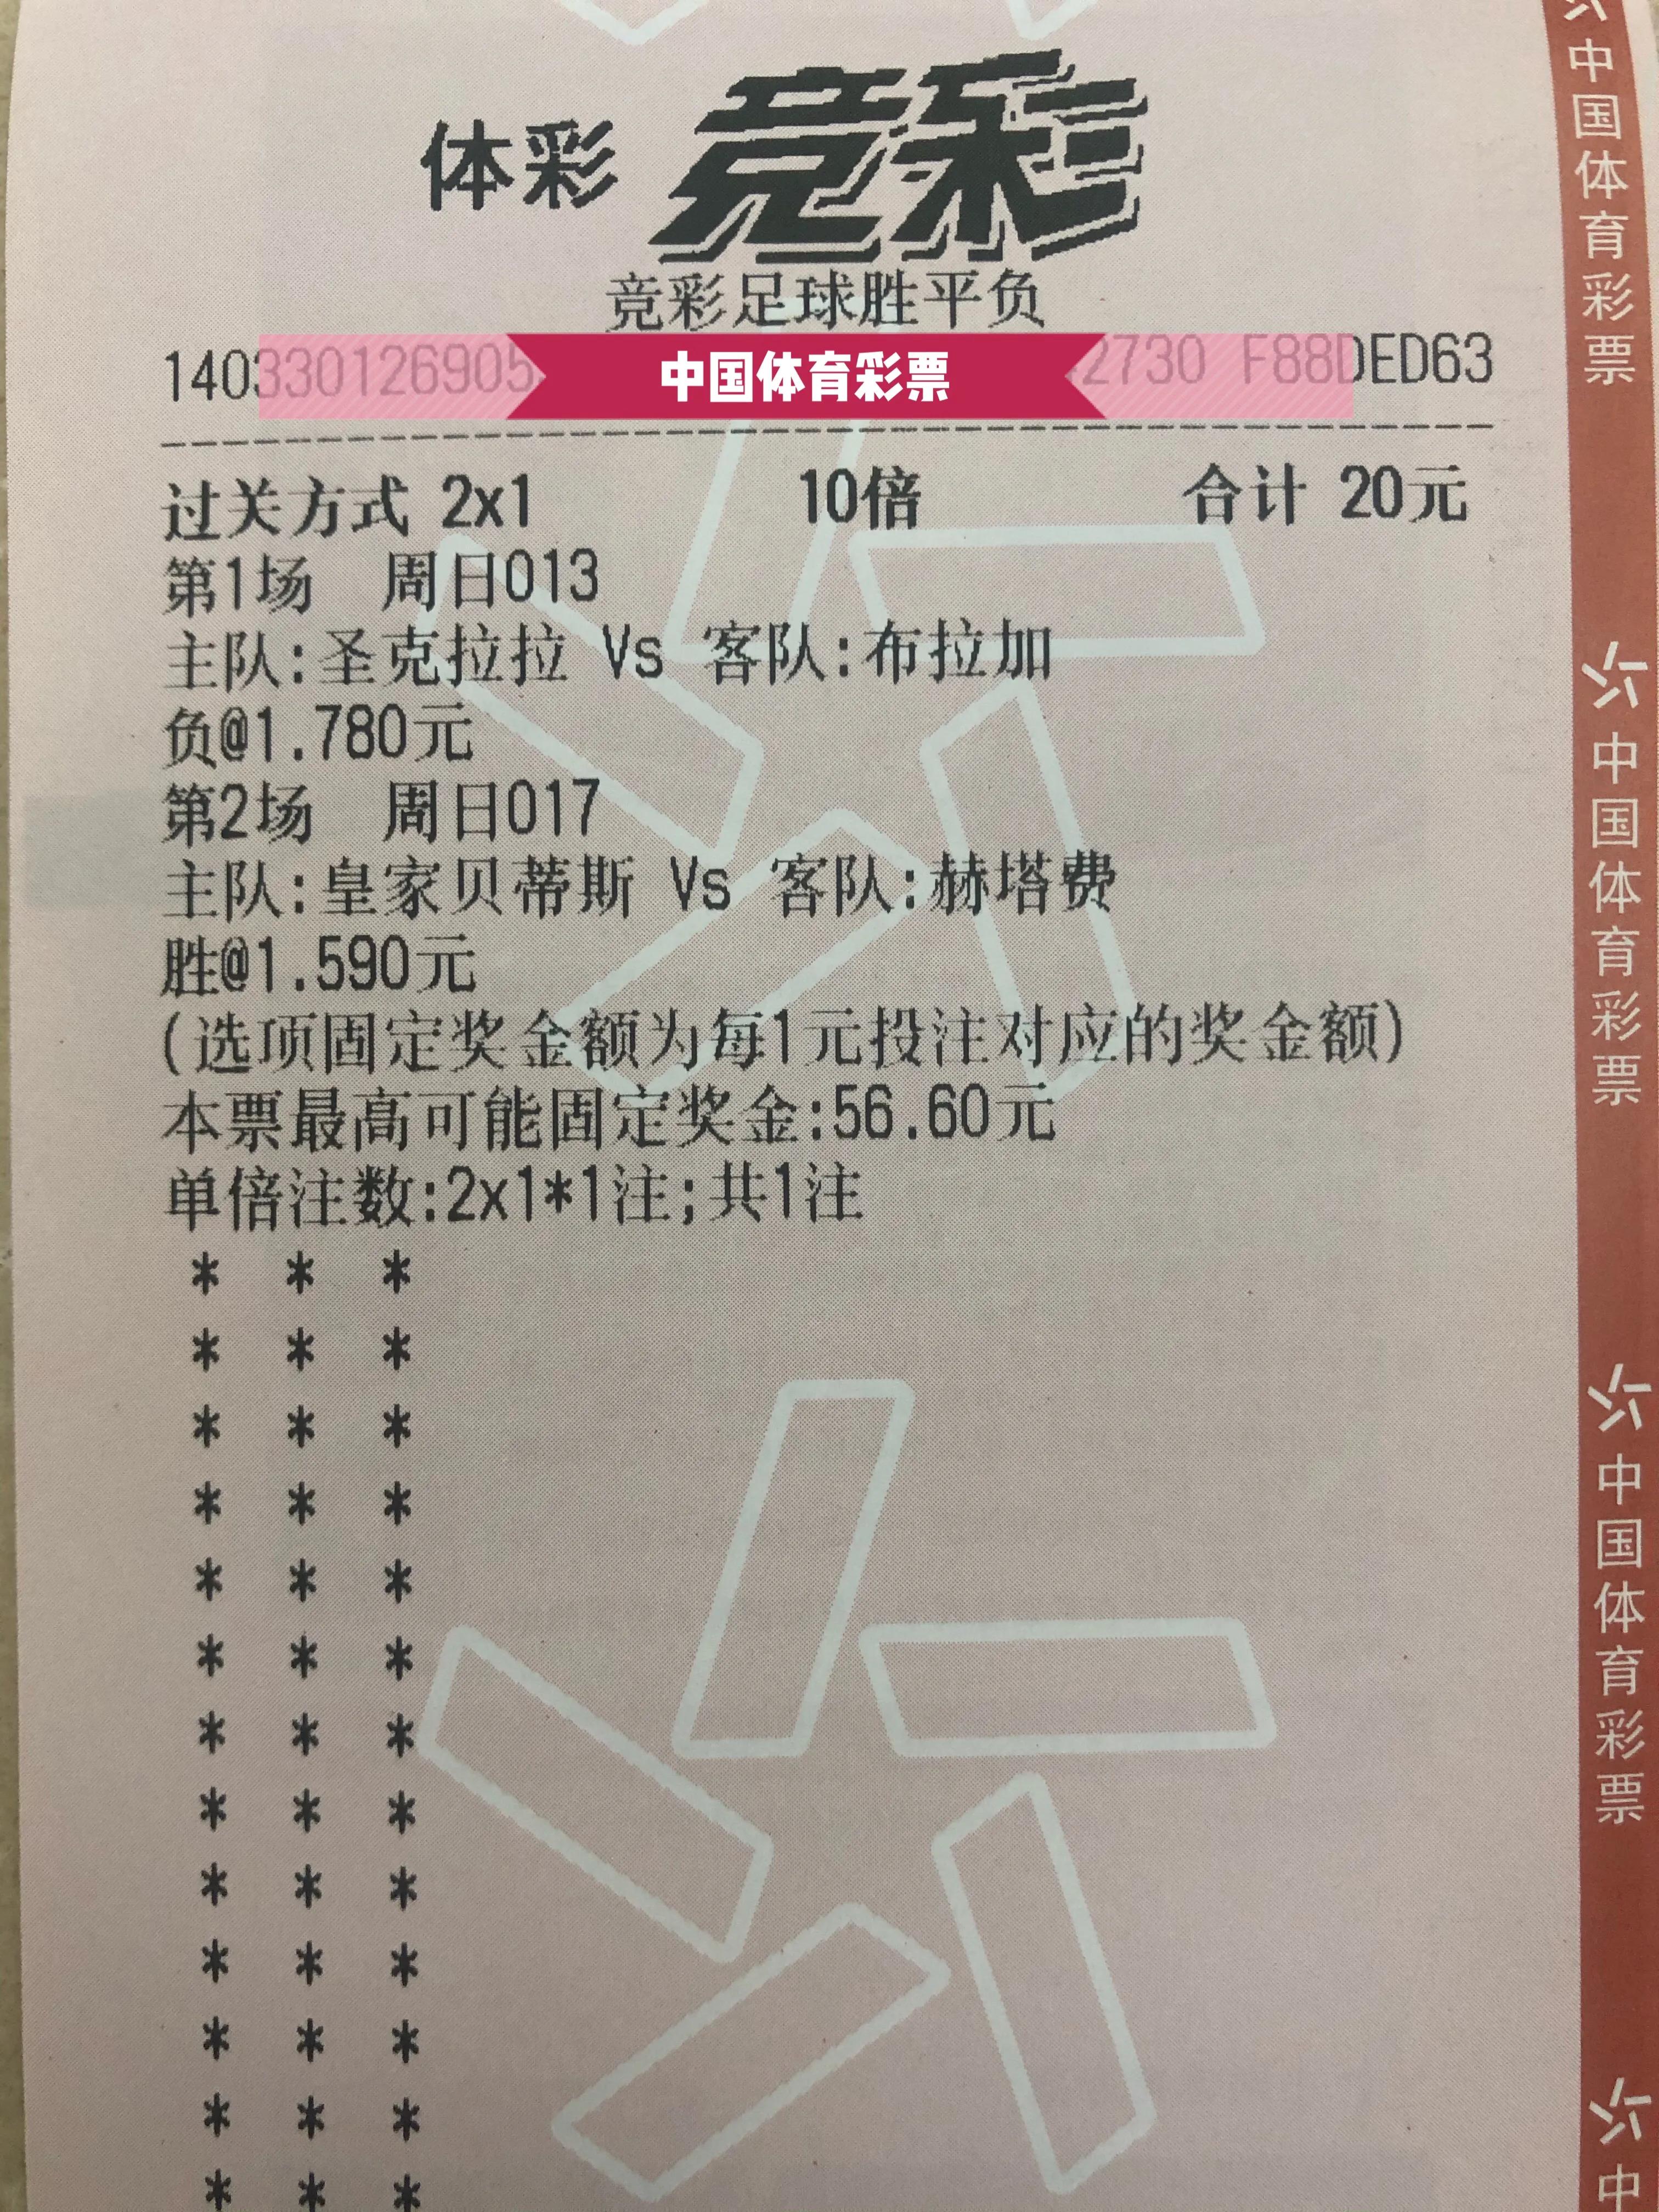 体彩 竞彩
竞彩足球胜平负
140330126905 中国体育彩票 2730 F88DED63
过关方式 2x1 10倍 合计 20元
第1场 周日013
主队:圣克拉拉 Vs 客队:布拉加
负@1.780元
第2场 周日017
主队:皇家贝蒂斯 Vs 客队:赫塔费
胜@1.590元
(选项固定奖金额为每1元投注对应的奖金额)
本票最高可能固定奖金:56.60元
单倍注数:2x1*1注;共1注
* * *
* * *
* * *
* * *
* * *
* * *
* * *
* * *
* * *
* * *
* * *
* * *
* * *
中国体育彩票
中国体育彩票
中国体育彩票
中